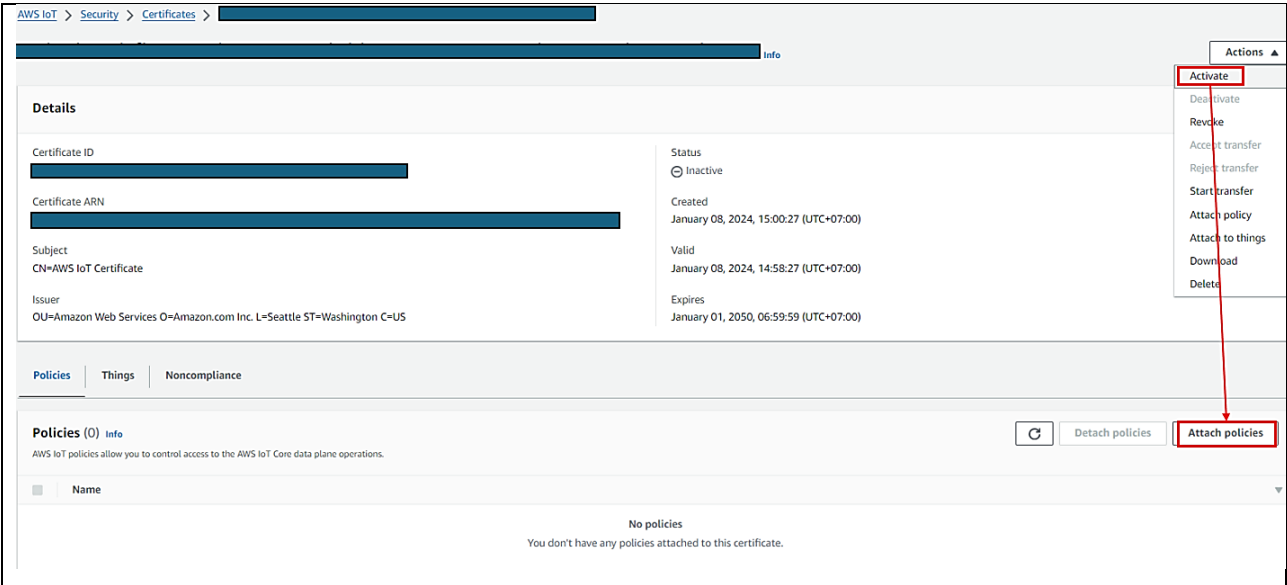 AWS IoT > Security > Certificates >
Info
Actions
Activate
Deactivate
Revoke
Accept transfer
Reject transfer
Start transfer
Attach policy
Attach to things
Download
Delete
Details
Certificate ID
Certificate ARN
Subject
CN=AWS IoT Certificate
Issuer
OU=Amazon Web Services O=Amazon.com Inc. L=Seattle ST=Washington C=US
Status
Inactive
Created
January 08, 2024, 15:00:27 (UTC+07:00)
Valid
January 08, 2024, 14:58:27 (UTC+07:00)
Expires
January 01, 2050, 06:59:59 (UTC+07:00)
Policies
Things
Noncompliance
Policies (0) Info
AWS IoT policies allow you to control access to the AWS IoT Core data plane operations.
Detach policies
Attach policies
Name
No policies
You don't have any policies attached to this certificate.